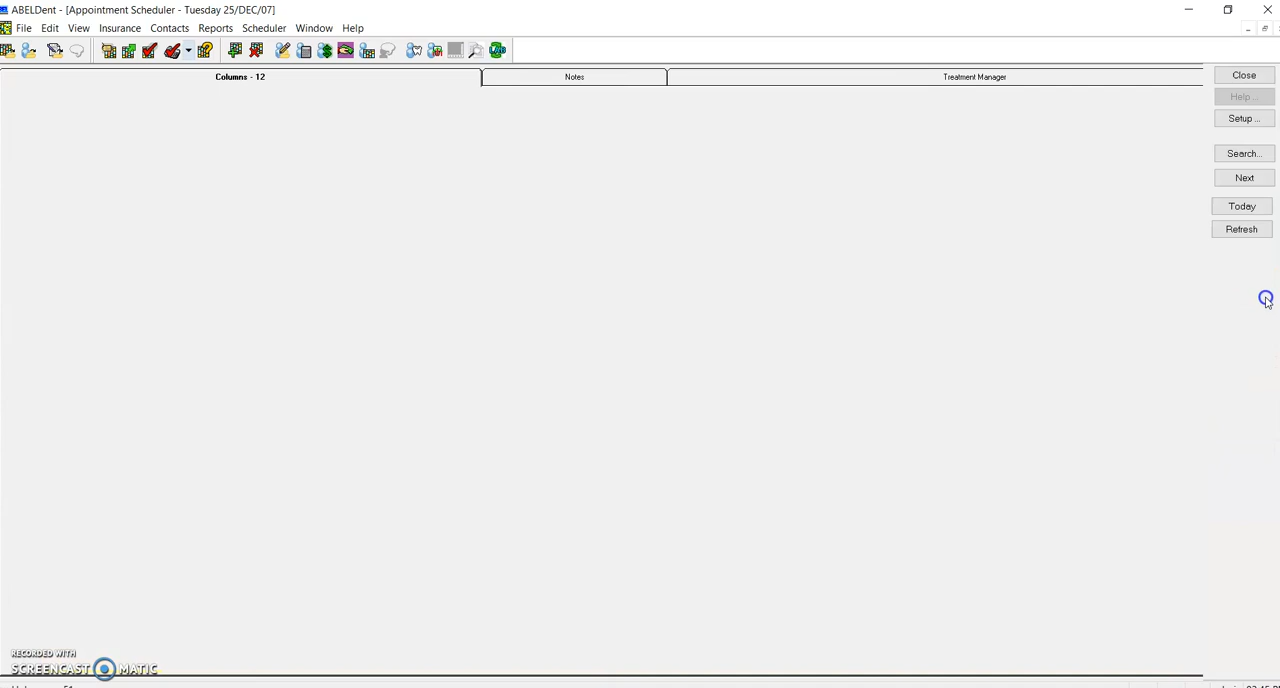 ABELDent - [Appointment Scheduler - Tuesday 25/DEC/07]
File Edit View Insurance Contacts Reports Scheduler Window Help
Columns - 12 Notes Treatment Manager
Close
Help ...
Setup ...
Search...
Next
Today
Refresh
RECORDED WITH
SCREENCAST MATIC